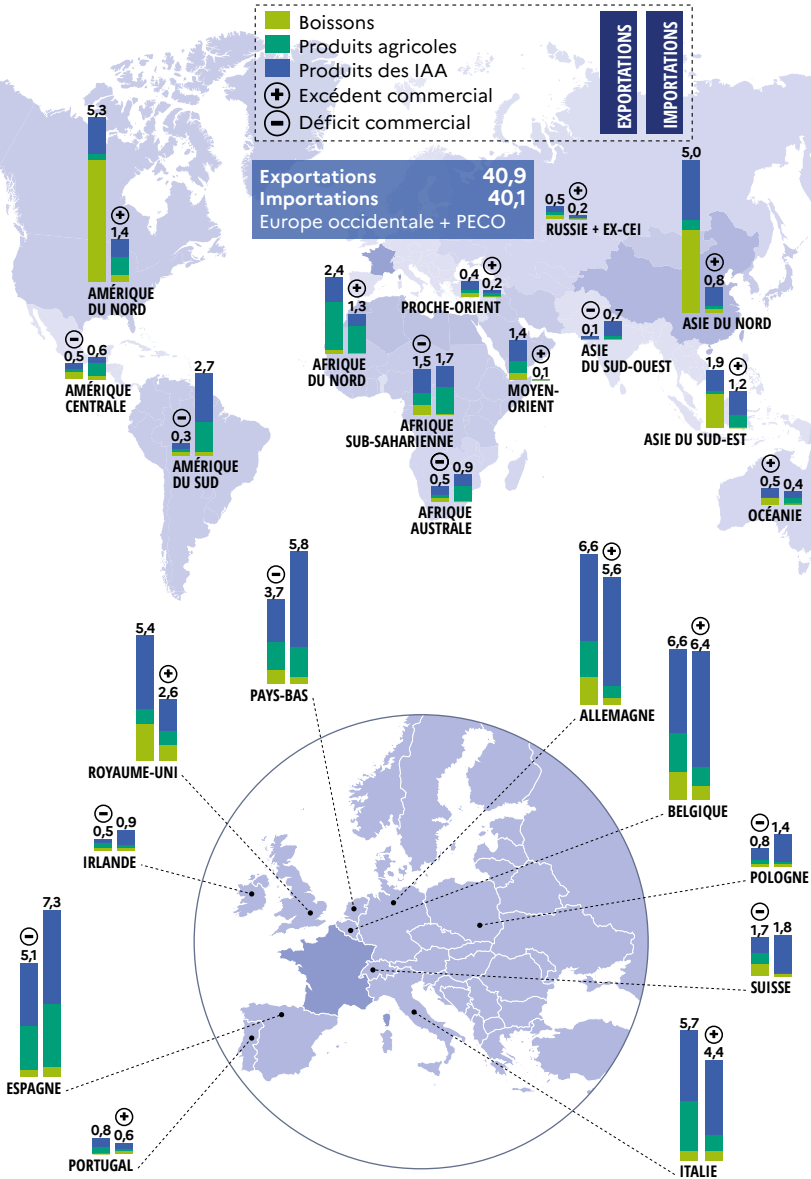 Boissons
Produits agricoles
Produits des IAA
+ Excédent commercial
− Déficit commercial
EXPORTATIONS
IMPORTATIONS
Exportations 40,9
Importations 40,1
Europe occidentale + PECO
5,3
+
1,4
AMÉRIQUE
DU NORD
0,5
+
0,2
RUSSIE + EX-CEI
5,0
+
0,8
ASIE DU NORD
2,4
+
1,3
AFRIQUE
DU NORD
0,4
+
0,2
PROCHE-ORIENT
−
0,1 0,7
ASIE
DU SUD-OUEST
−
0,5 0,6
AMÉRIQUE
CENTRALE
2,7
−
0,3
AMÉRIQUE
DU SUD
−
1,5 1,7
AFRIQUE
SUB-SAHARIENNE
1,4
+
0,1
MOYEN-
ORIENT
1,9
+
1,2
ASIE DU SUD-EST
−
0,5 0,9
AFRIQUE
AUSTRALE
+
0,5 0,4
OCÉANIE
5,8
−
3,7
PAYS-BAS
6,6
+
5,6
ALLEMAGNE
5,4
+
2,6
ROYAUME-UNI
6,6
+
6,4
BELGIQUE
−
0,5 0,9
IRLANDE
−
0,8 1,4
POLOGNE
7,3
−
5,1
ESPAGNE
−
1,7 1,8
SUISSE
0,8
+
0,6
PORTUGAL
5,7
+
4,4
ITALIE